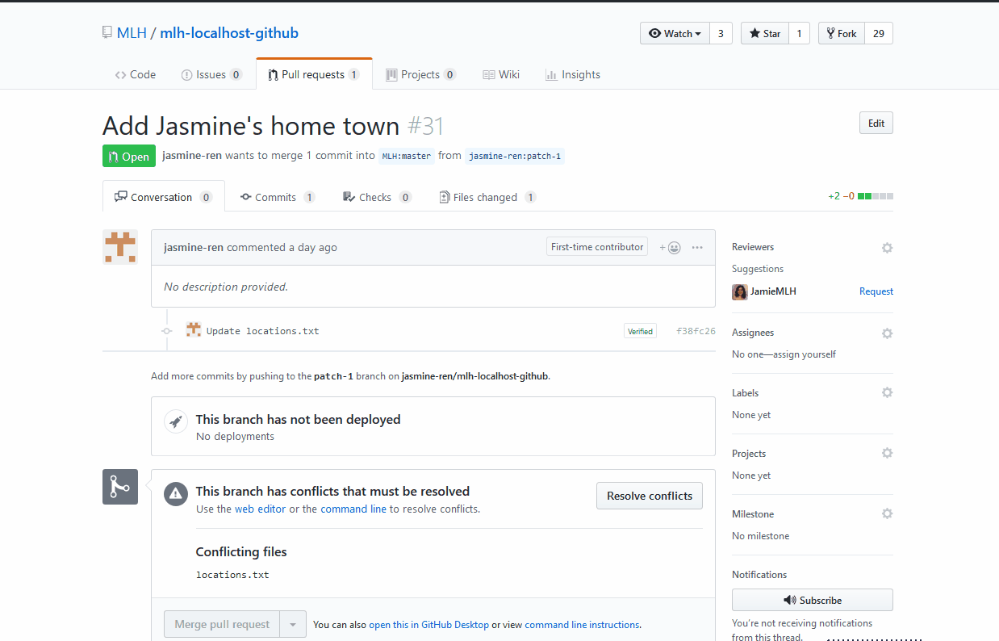 MLH / mlh-localhost-github
Watch 3 Star 1 Fork 29
Code Issues 0 Pull requests 1 Projects 0 Wiki Insights
Add Jasmine's home town #31
Edit
Open jasmine-ren wants to merge 1 commit into MLH:master from jasmine-ren:patch-1
Conversation 0 Commits 1 Checks 0 Files changed 1
+2 −0
jasmine-ren commented a day ago
First-time contributor
No description provided.
Update locations.txt
Verified
f38fc26
Add more commits by pushing to the patch-1 branch on jasmine-ren/mlh-localhost-github.
This branch has not been deployed
No deployments
This branch has conflicts that must be resolved
Use the web editor or the command line to resolve conflicts.
Resolve conflicts
Conflicting files
locations.txt
Merge pull request
You can also open this in GitHub Desktop or view command line instructions.
Reviewers
Suggestions
JamieMLH Request
Assignees
No one—assign yourself
Labels
None yet
Projects
None yet
Milestone
No milestone
Notifications
Subscribe
You're not receiving notifications
from this thread.